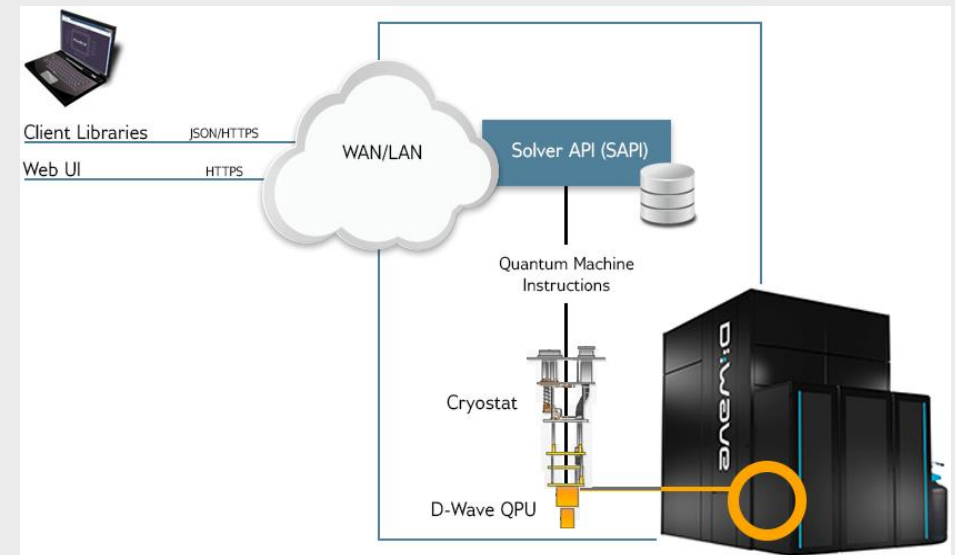 Client Libraries JSON/HTTPS
Web UI HTTPS
WAN/LAN
Solver API (SAPI)
Quantum Machine
Instructions
Cryostat
D-Wave QPU
D:Wave